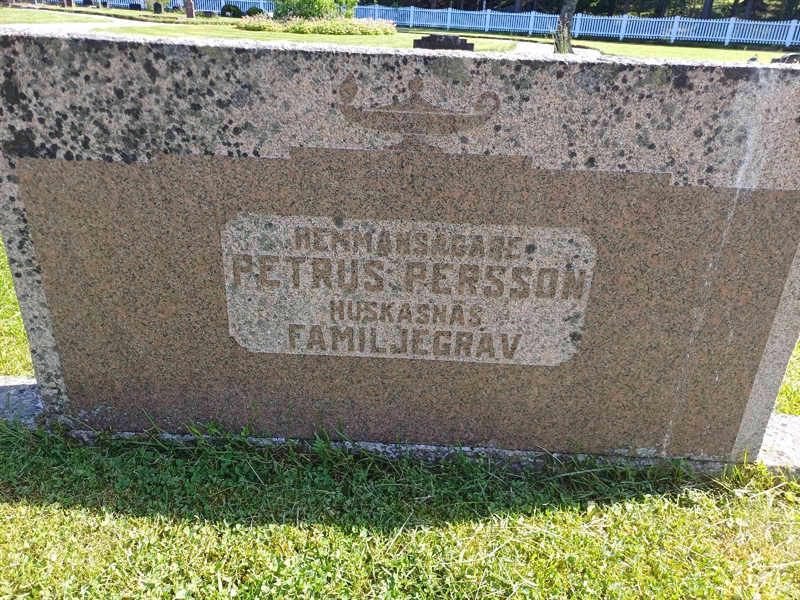 HEMMANSÄGARE
PETRUS PERSSON
HUSKASNÄS
FAMILJEGRAV